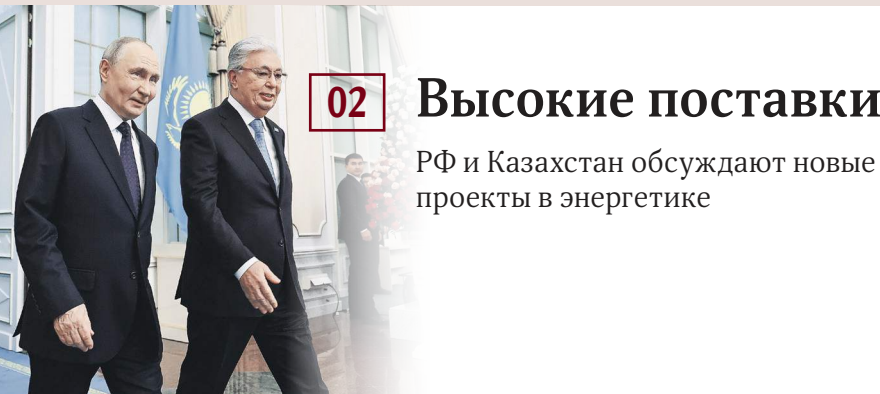 02
Высокие поставки
РФ и Казахстан обсуждают новые
проекты в энергетике